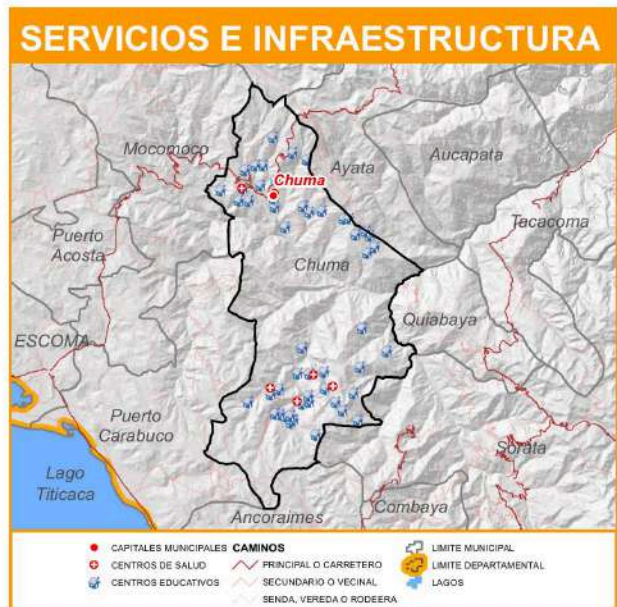 SERVICIOS E INFRAESTRUCTURA
Mocomoco
Ayata
Aucapata
Chuma
Tacacoma
Puerto
Acosta
Chuma
Quiabaya
ESCOMA
Puerto
Carabuco
Sorata
Lago
Titicaca
Combaya
Ancoraimes
CAPITALES MUNICIPALES
CENTROS DE SALUD
CENTROS EDUCATIVOS
CAMINOS
PRINCIPAL O CARRETERO
SECUNDARIO O VECINAL
SENDA, VEREDA O RODEERA
LIMITE MUNICIPAL
LIMITE DEPARTAMENTAL
LAGOS